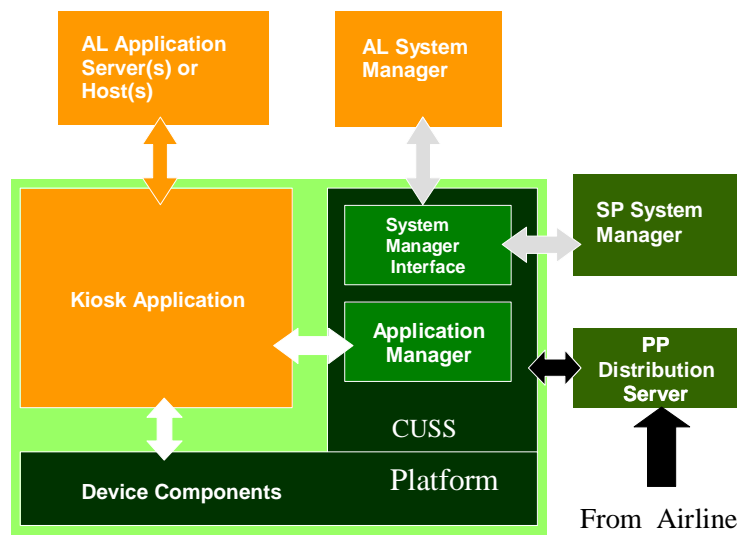 AL Application
Server(s) or
Host(s)
AL System
Manager
System
Manager
Interface
SP System
Manager
Kiosk Application
Application
Manager
PP
Distribution
Server
CUSS
Platform
Device Components
From Airline